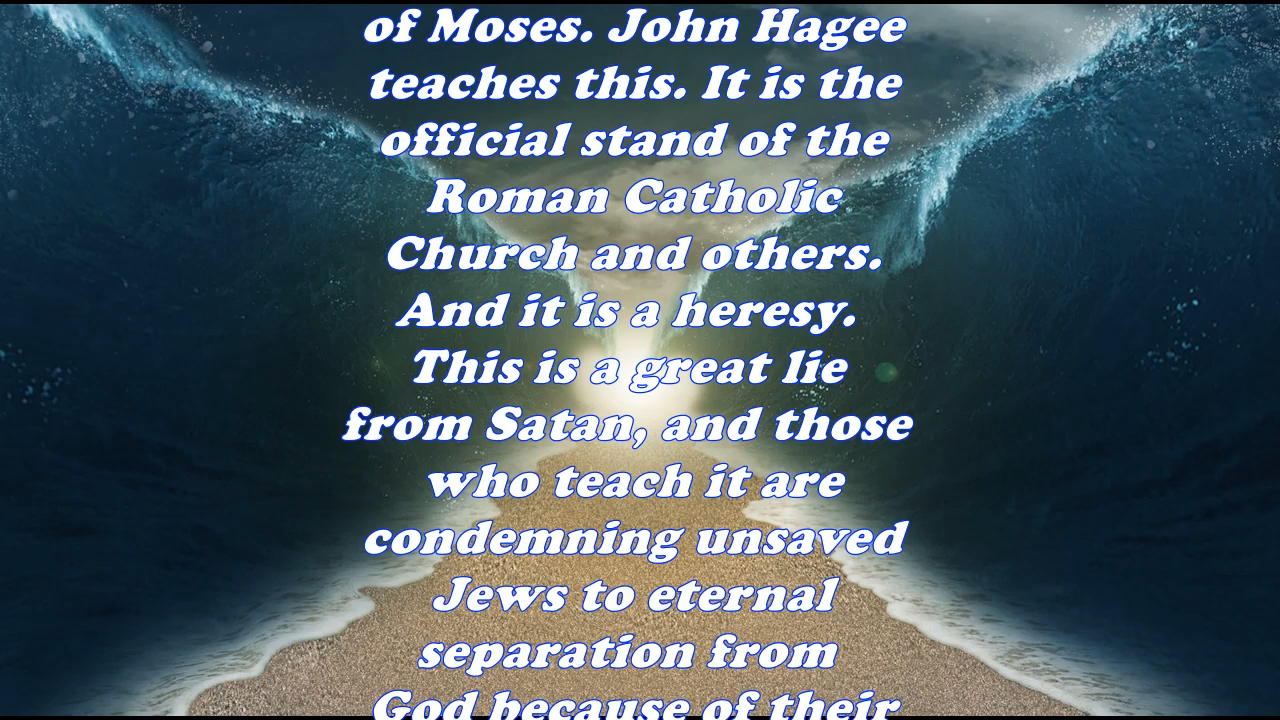 of Moses. John Hagee
teaches this. It is the
official stand of the
Roman Catholic
Church and others.
And it is a heresy.
This is a great lie
from Satan, and those
who teach it are
condemning unsaved
Jews to eternal
separation from
God because of their